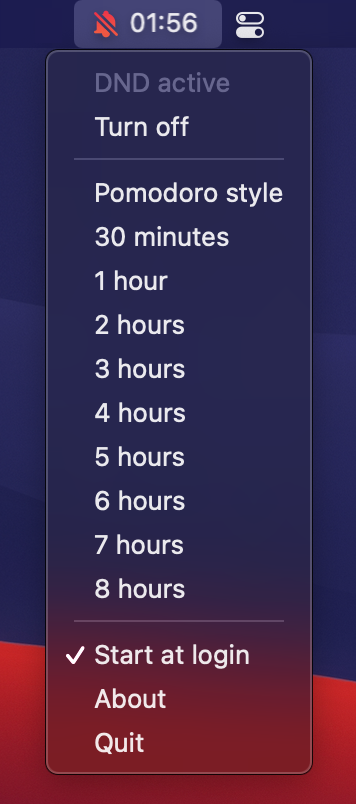 01:56
DND active
Turn off
Pomodoro style
30 minutes
1 hour
2 hours
3 hours
4 hours
5 hours
6 hours
7 hours
8 hours
Start at login
About
Quit